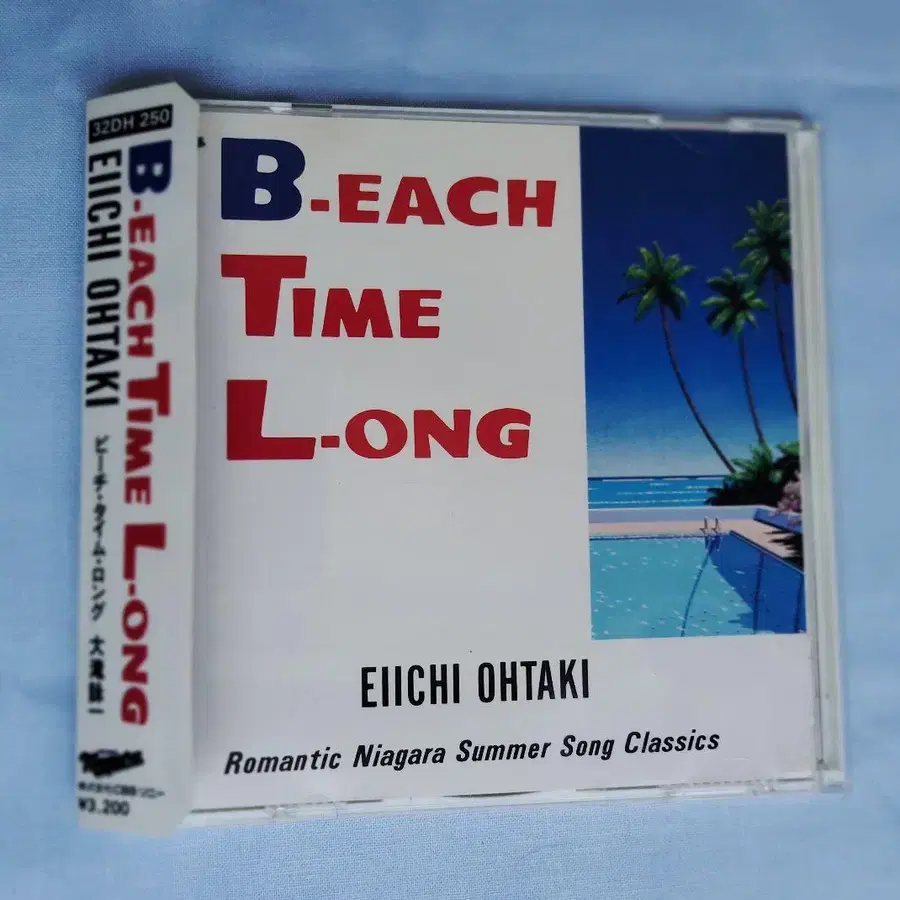 32DH 250
B-EACH TIME L-ONG
EIICHI OHTAKI
ビーチ・タイム・ロング 大滝詠一
¥3,200
B-EACH
TIME
L-ONG
EIICHI OHTAKI
Romantic Niagara Summer Song Classics